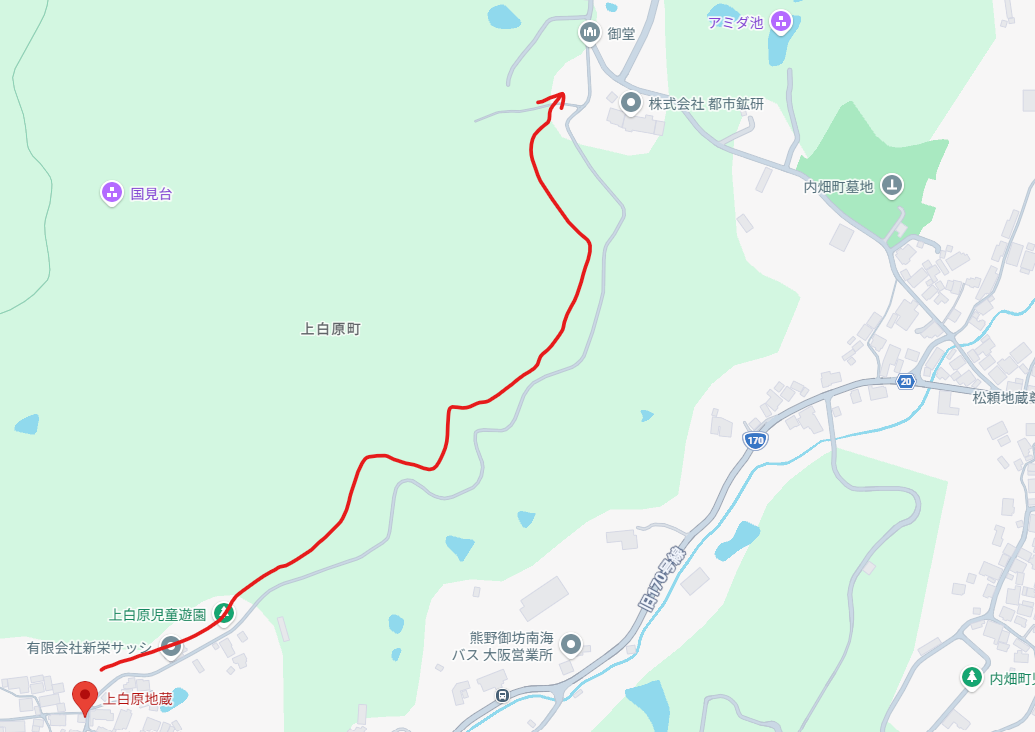 御堂
アミダ池
株式会社 都市鉱研
内畑町墓地
国見台
上白原町
20
松頼地蔵尊
170
旧170号線
上白原児童遊園
有限会社新栄サッシ
熊野御坊南海
バス 大阪営業所
上白原地蔵
内畑町児